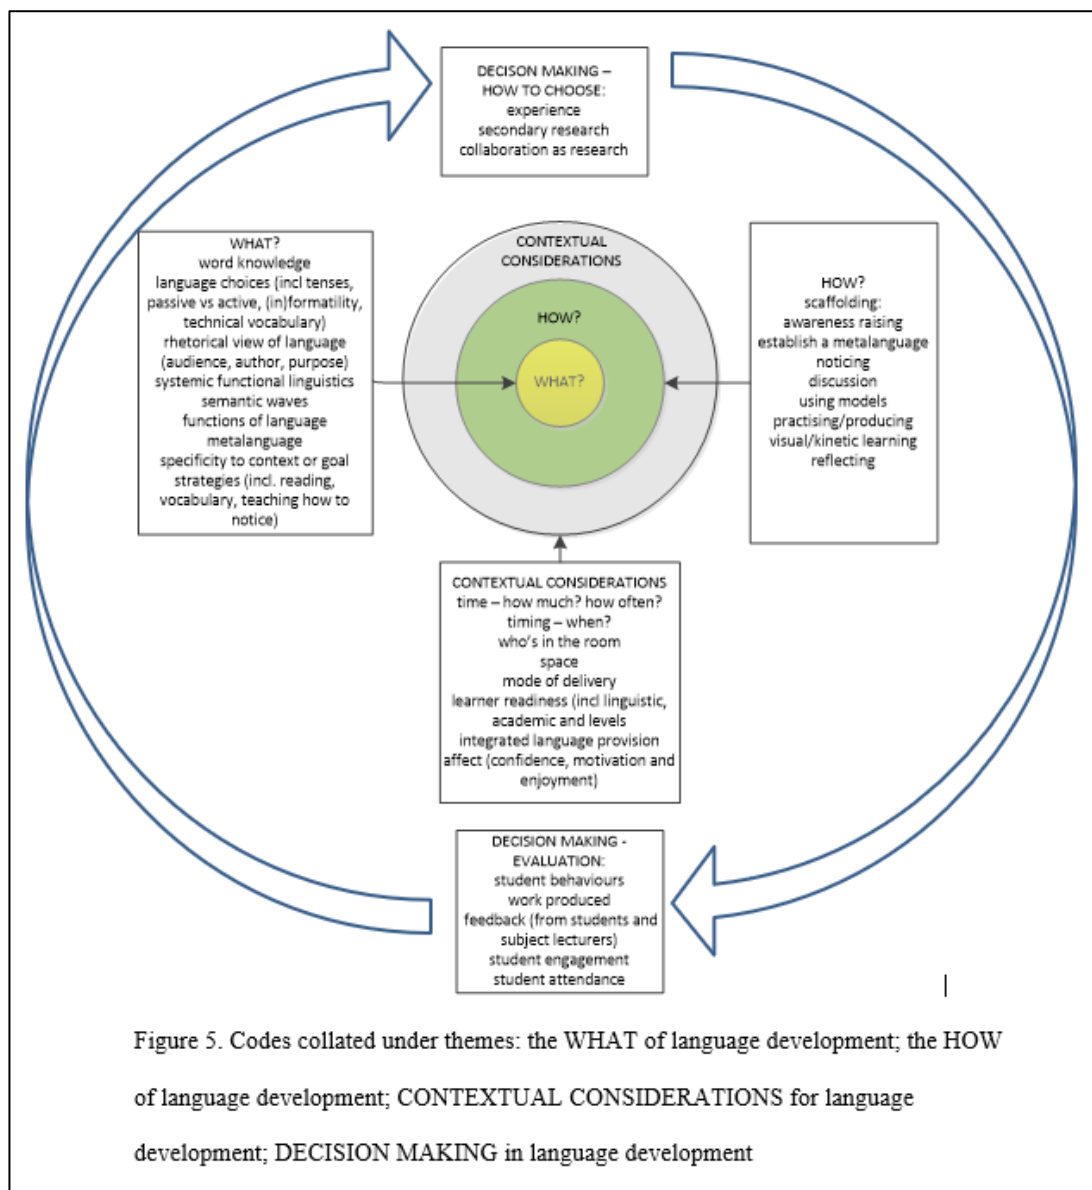 DECISON MAKING –
HOW TO CHOOSE:
experience
secondary research
collaboration as research
WHAT?
word knowledge
language choices (incl tenses,
passive vs active, (in)formatility,
technical vocabulary)
rhetorical view of language
(audience, author, purpose)
systemic functional linguistics
semantic waves
functions of language
metalanguage
specificity to context or goal
strategies (incl. reading,
vocabulary, teaching how to
notice)
CONTEXTUAL
CONSIDERATIONS
HOW?
WHAT?
HOW?
scaffolding:
awareness raising
establish a metalanguage
noticing
discussion
using models
practising/producing
visual/kinetic learning
reflecting
CONTEXTUAL CONSIDERATIONS
time – how much? how often?
timing – when?
who's in the room
space
mode of delivery
learner readiness (incl linguistic,
academic and levels
integrated language provision
affect (confidence, motivation and
enjoyment)
DECISION MAKING -
EVALUATION:
student behaviours
work produced
feedback (from students and
subject lecturers)
student engagement
student attendance
Figure 5. Codes collated under themes: the WHAT of language development; the HOW
of language development; CONTEXTUAL CONSIDERATIONS for language
development; DECISION MAKING in language development